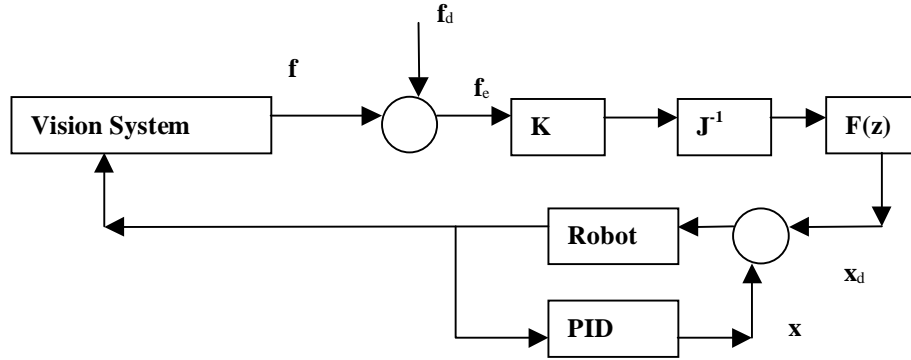 f_d
f
f_e
Vision System
K
J^-1
F(z)
Robot
x_d
PID
x